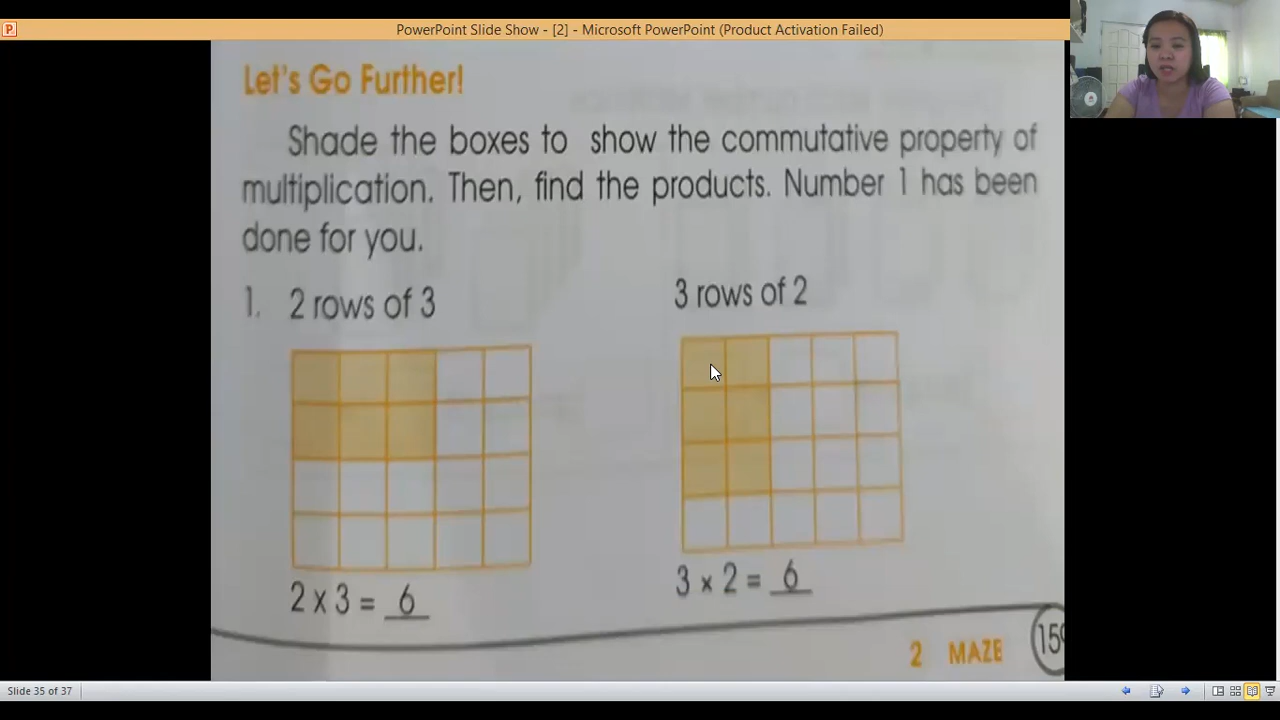 PowerPoint Slide Show - [2] - Microsoft PowerPoint (Product Activation Failed)
Let's Go Further!
Shade the boxes to show the commutative property of
multiplication. Then, find the products. Number 1 has been
done for you.
1. 2 rows of 3
3 rows of 2
2 x 3 = 6
3 x 2 = 6
2 MAZE
Slide 35 of 37